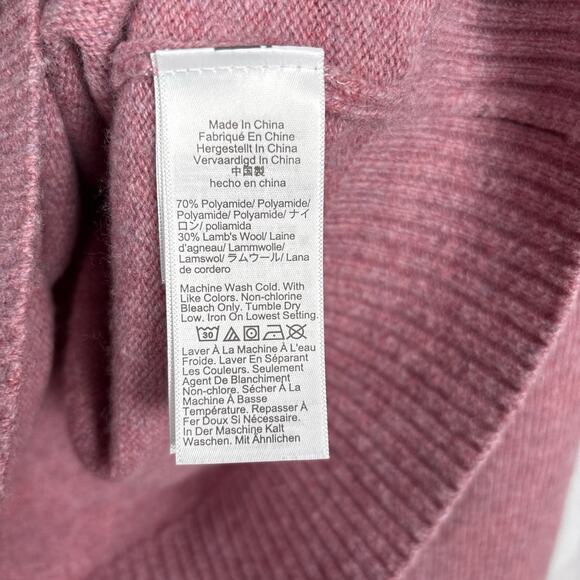 Made In China
Fabriqué En Chine
Hergestellt In China
Vervaardigd In China
中国製
hecho en china
70% Polyamide/ Polyamide/
Polyamide/ Polyamide/ ナイ
ロン/ poliamida
30% Lamb's Wool/ Laine
d'agneau/ Lammwolle/
Lamswol/ ラムウール/ Lana
de cordero
Machine Wash Cold. With
Like Colors. Non-chlorine
Bleach Only. Tumble Dry
Low. Iron On Lowest Setting.
30
Laver À La Machine À L'eau
Froide. Laver En Séparant
Les Couleurs. Seulement
Agent De Blanchiment
Non-chloré. Sécher À La
Machine À Basse
Température. Repasser À
Fer Doux Si Nécessaire.
In Der Maschine Kalt
Waschen. Mit Ähnlichen